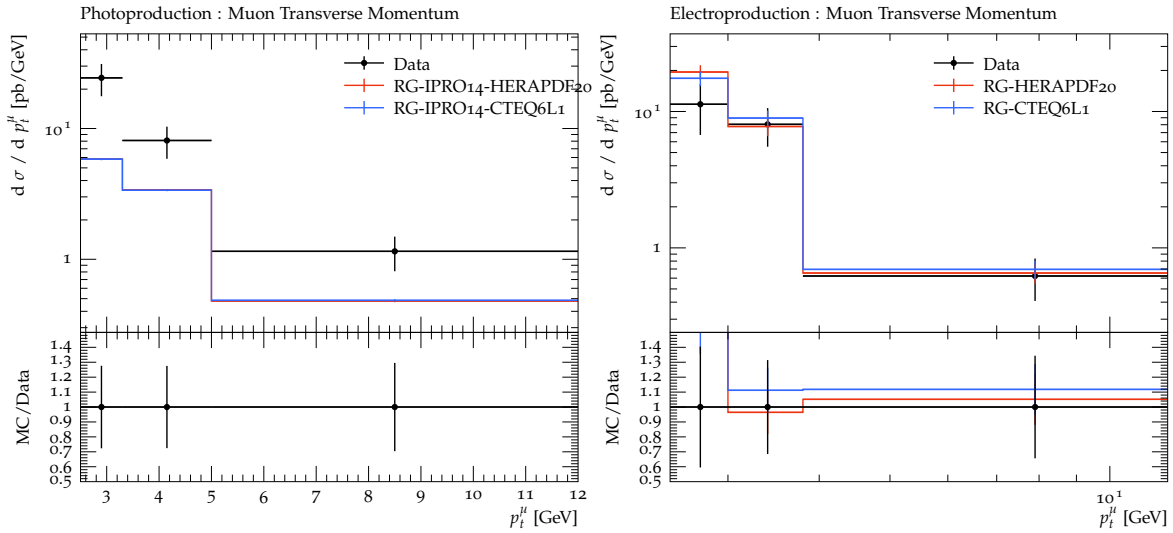 Photoproduction : Muon Transverse Momentum
d σ / d p_t^μ [pb/GeV]
10^1
1
Data
RG-IPRO14-HERAPDF20
RG-IPRO14-CTEQ6L1
MC/Data
1.4
1.3
1.2
1.1
1
0.9
0.8
0.7
0.6
0.5
3 4 5 6 7 8 9 10 11 12
p_t^μ [GeV]
Electroproduction : Muon Transverse Momentum
d σ / d p_t^μ [pb/GeV]
10^1
1
Data
RG-HERAPDF20
RG-CTEQ6L1
MC/Data
1.4
1.3
1.2
1.1
1
0.9
0.8
0.7
0.6
0.5
10^1
p_t^μ [GeV]